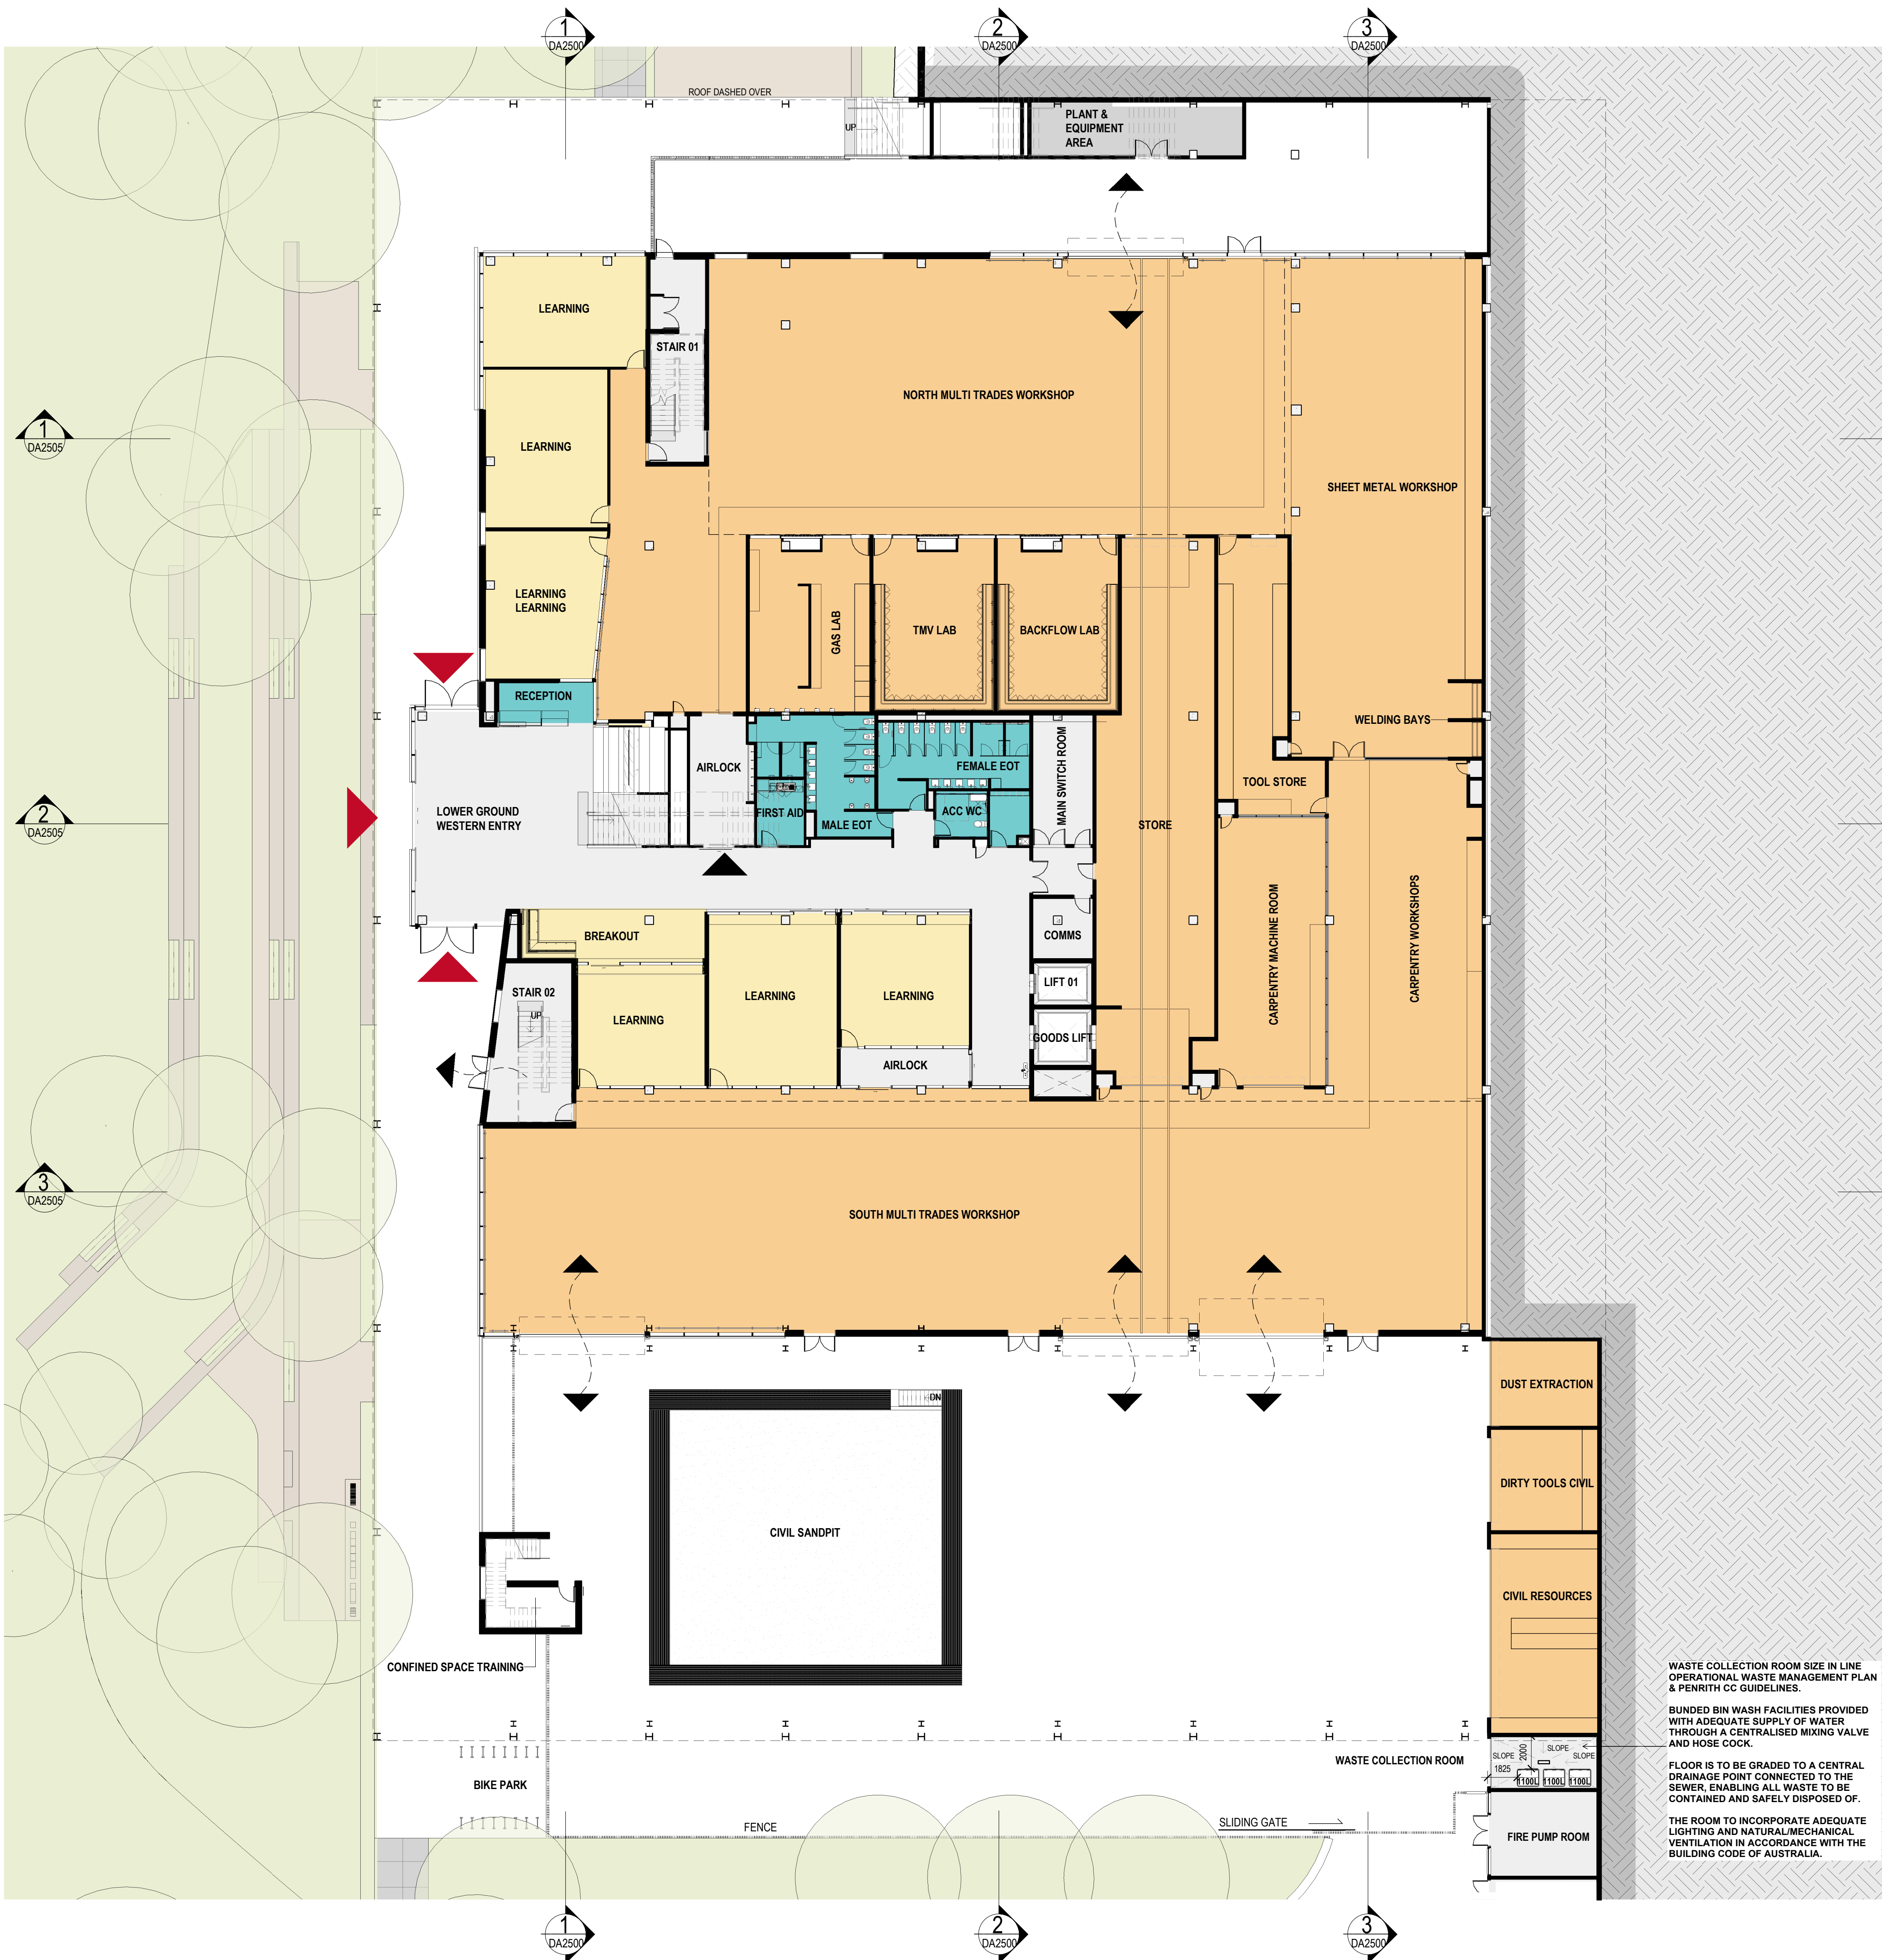 1
DA2500
2
DA2500
3
DA2500
ROOF DASHED OVER
UP
PLANT &
EQUIPMENT
AREA
LEARNING
STAIR 01
NORTH MULTI TRADES WORKSHOP
1
DA2505
LEARNING
SHEET METAL WORKSHOP
LEARNING
LEARNING
GAS LAB
TMV LAB
BACKFLOW LAB
RECEPTION
WELDING BAYS
AIRLOCK
FEMALE EOT
MAIN SWITCH ROOM
TOOL STORE
2
DA2505
LOWER GROUND
WESTERN ENTRY
FIRST AID
MALE EOT
ACC WC
STORE
CARPENTRY MACHINE ROOM
CARPENTRY WORKSHOPS
BREAKOUT
COMMS
STAIR 02
UP
LEARNING
LEARNING
LEARNING
LIFT 01
GOODS LIFT
AIRLOCK
3
DA2505
SOUTH MULTI TRADES WORKSHOP
DN
DUST EXTRACTION
DIRTY TOOLS CIVIL
CIVIL SANDPIT
CIVIL RESOURCES
CONFINED SPACE TRAINING
WASTE COLLECTION ROOM SIZE IN LINE
OPERATIONAL WASTE MANAGEMENT PLAN
& PENRITH CC GUIDELINES.
BUNDED BIN WASH FACILITIES PROVIDED
WITH ADEQUATE SUPPLY OF WATER
THROUGH A CENTRALISED MIXING VALVE
AND HOSE COCK.
FLOOR IS TO BE GRADED TO A CENTRAL
DRAINAGE POINT CONNECTED TO THE
SEWER, ENABLING ALL WASTE TO BE
CONTAINED AND SAFELY DISPOSED OF.
THE ROOM TO INCORPORATE ADEQUATE
LIGHTING AND NATURAL/MECHANICAL
VENTILATION IN ACCORDANCE WITH THE
BUILDING CODE OF AUSTRALIA.
WASTE COLLECTION ROOM
SLOPE
2000
SLOPE
SLOPE
1825
1100L
1100L
1100L
BIKE PARK
FENCE
SLIDING GATE
FIRE PUMP ROOM
1
DA2500
2
DA2500
3
DA2500